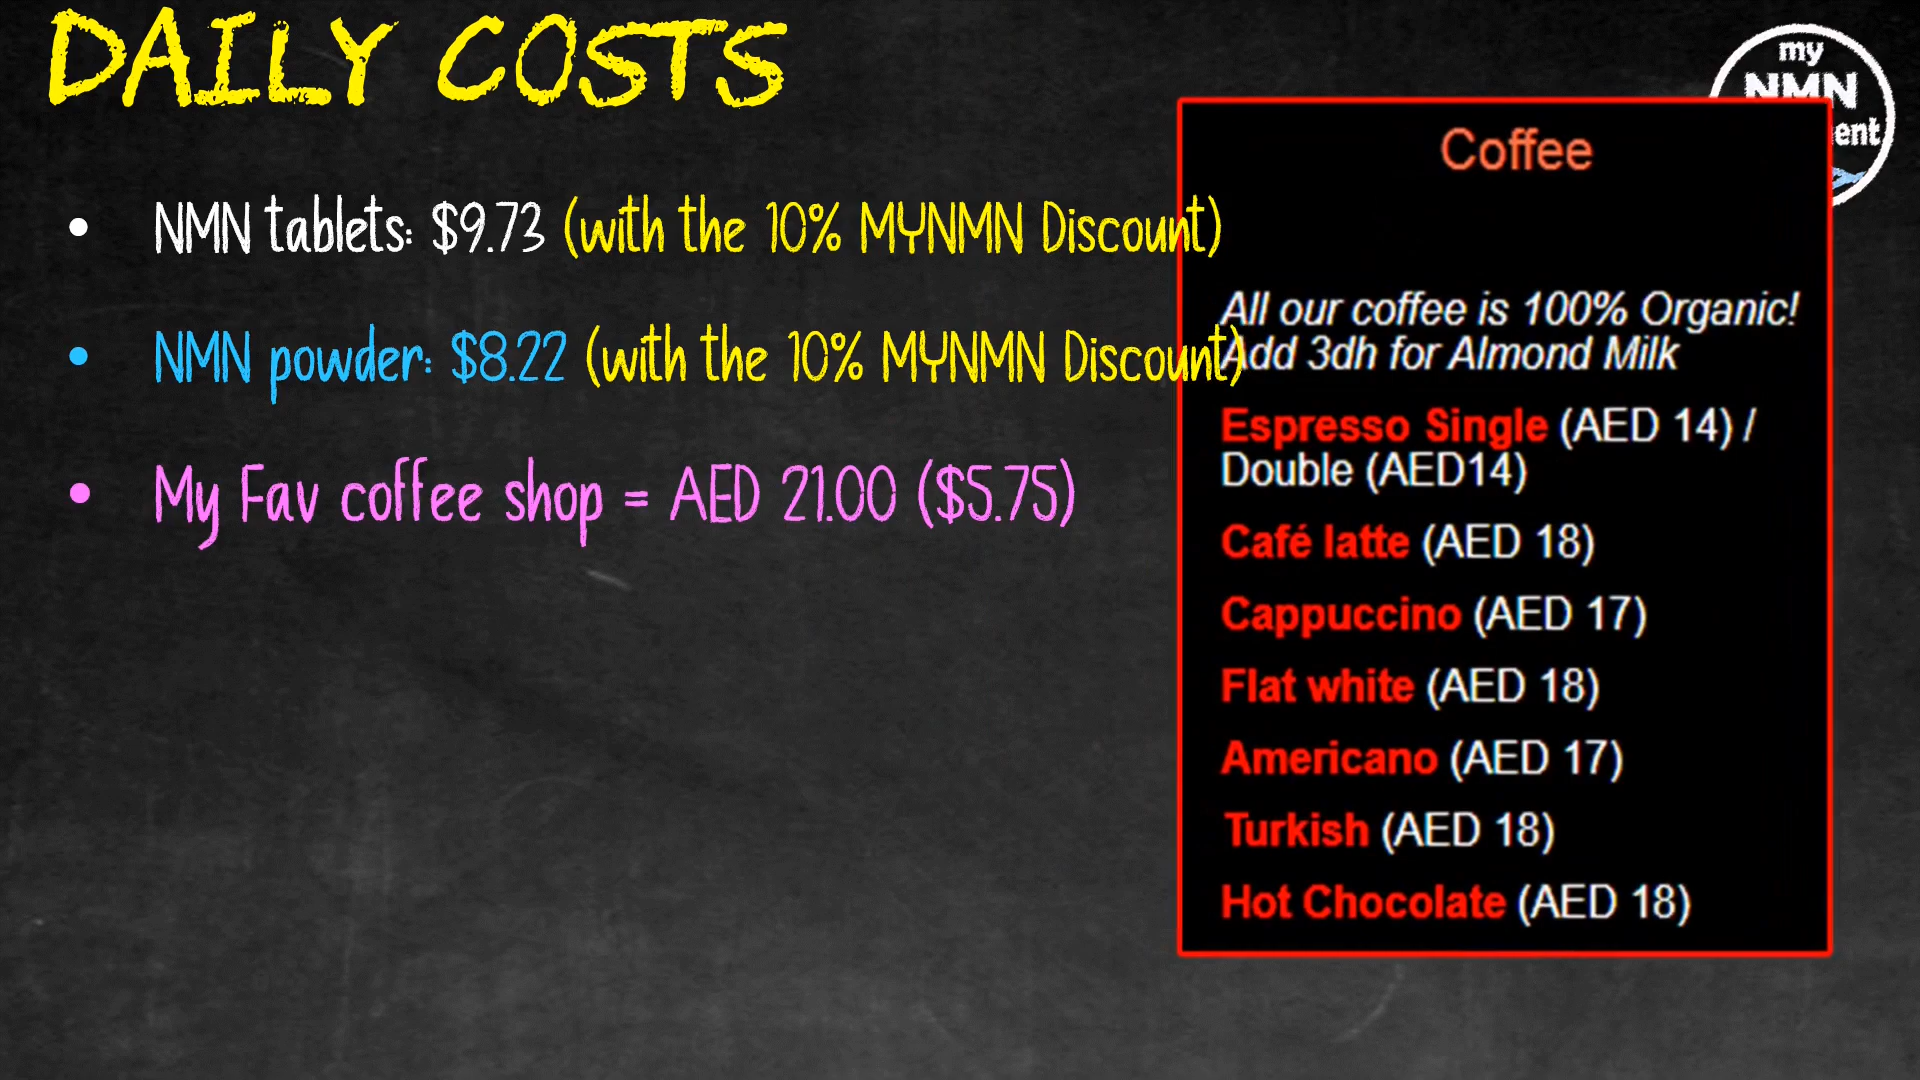 DAILY COSTS
my
NMN
ent
• NMN tablets: $9.73 (with the 10% MYNMN Discount)
• NMN powder: $8.22 (with the 10% MYNMN Discount)
• My Fav coffee shop = AED 21.00 ($5.75)
Coffee
All our coffee is 100% Organic!
Add 3dh for Almond Milk
Espresso Single (AED 14) /
Double (AED14)
Café latte (AED 18)
Cappuccino (AED 17)
Flat white (AED 18)
Americano (AED 17)
Turkish (AED 18)
Hot Chocolate (AED 18)